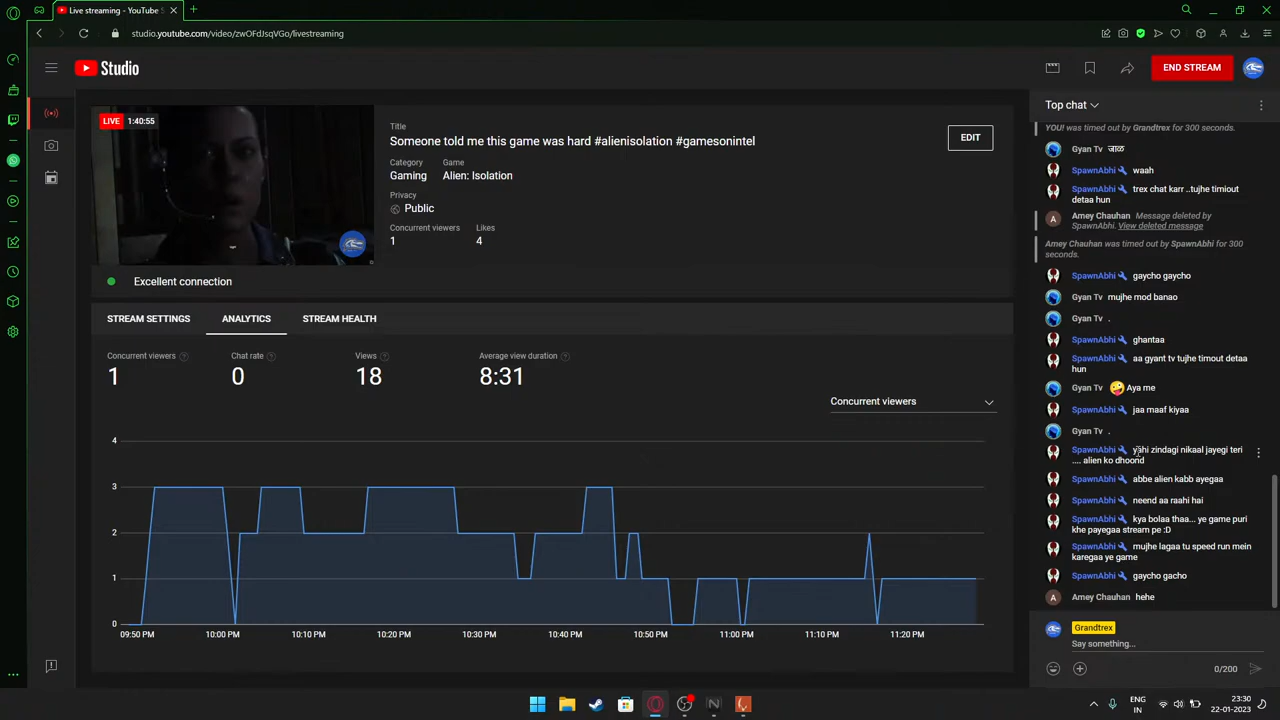 Live streaming - YouTube S
studio.youtube.com/video/zwOFdJsqVGo/livestreaming
Studio
END STREAM
LIVE 1:40:55
Title
Someone told me this game was hard #alienisolation #gamesonintel
EDIT
Category Game
Gaming Alien: Isolation
Privacy
Public
Concurrent viewers Likes
1 4
Excellent connection
STREAM SETTINGS ANALYTICS STREAM HEALTH
Concurrent viewers Chat rate Views Average view duration
1 0 18 8:31
Concurrent viewers
4
3
2
1
0
09:50 PM 10:00 PM 10:10 PM 10:20 PM 10:30 PM 10:40 PM 10:50 PM 11:00 PM 11:10 PM 11:20 PM
Top chat
YOU! was timed out by Grandtrex for 300 seconds.
Gyan Tv जाळ
SpawnAbhi waah
SpawnAbhi trex chat karr ..tujhe timiout
detaa hun
Amey Chauhan Message deleted by
SpawnAbhi. View deleted message
Amey Chauhan was timed out by SpawnAbhi for 300
seconds.
SpawnAbhi gaycho gaycho
Gyan Tv mujhe mod banao
Gyan Tv .
SpawnAbhi ghantaa
SpawnAbhi aa gyant tv tujhe timout detaa
hun
Gyan Tv Aya me
SpawnAbhi jaa maaf kiyaa
Gyan Tv .
SpawnAbhi yahi zindagi nikaal jayegi teri
.... alien ko dhoond
SpawnAbhi abbe alien kabb ayegaa
SpawnAbhi neend aa raahi hai
SpawnAbhi kya bolaa thaa... ye game puri
khe payegaa stream pe :D
SpawnAbhi mujhe lagaa tu speed run mein
karegaa ye game
SpawnAbhi gaycho gacho
Amey Chauhan hehe
Grandtrex
Say something...
0/200
ENG
IN
23:30
22-01-2023